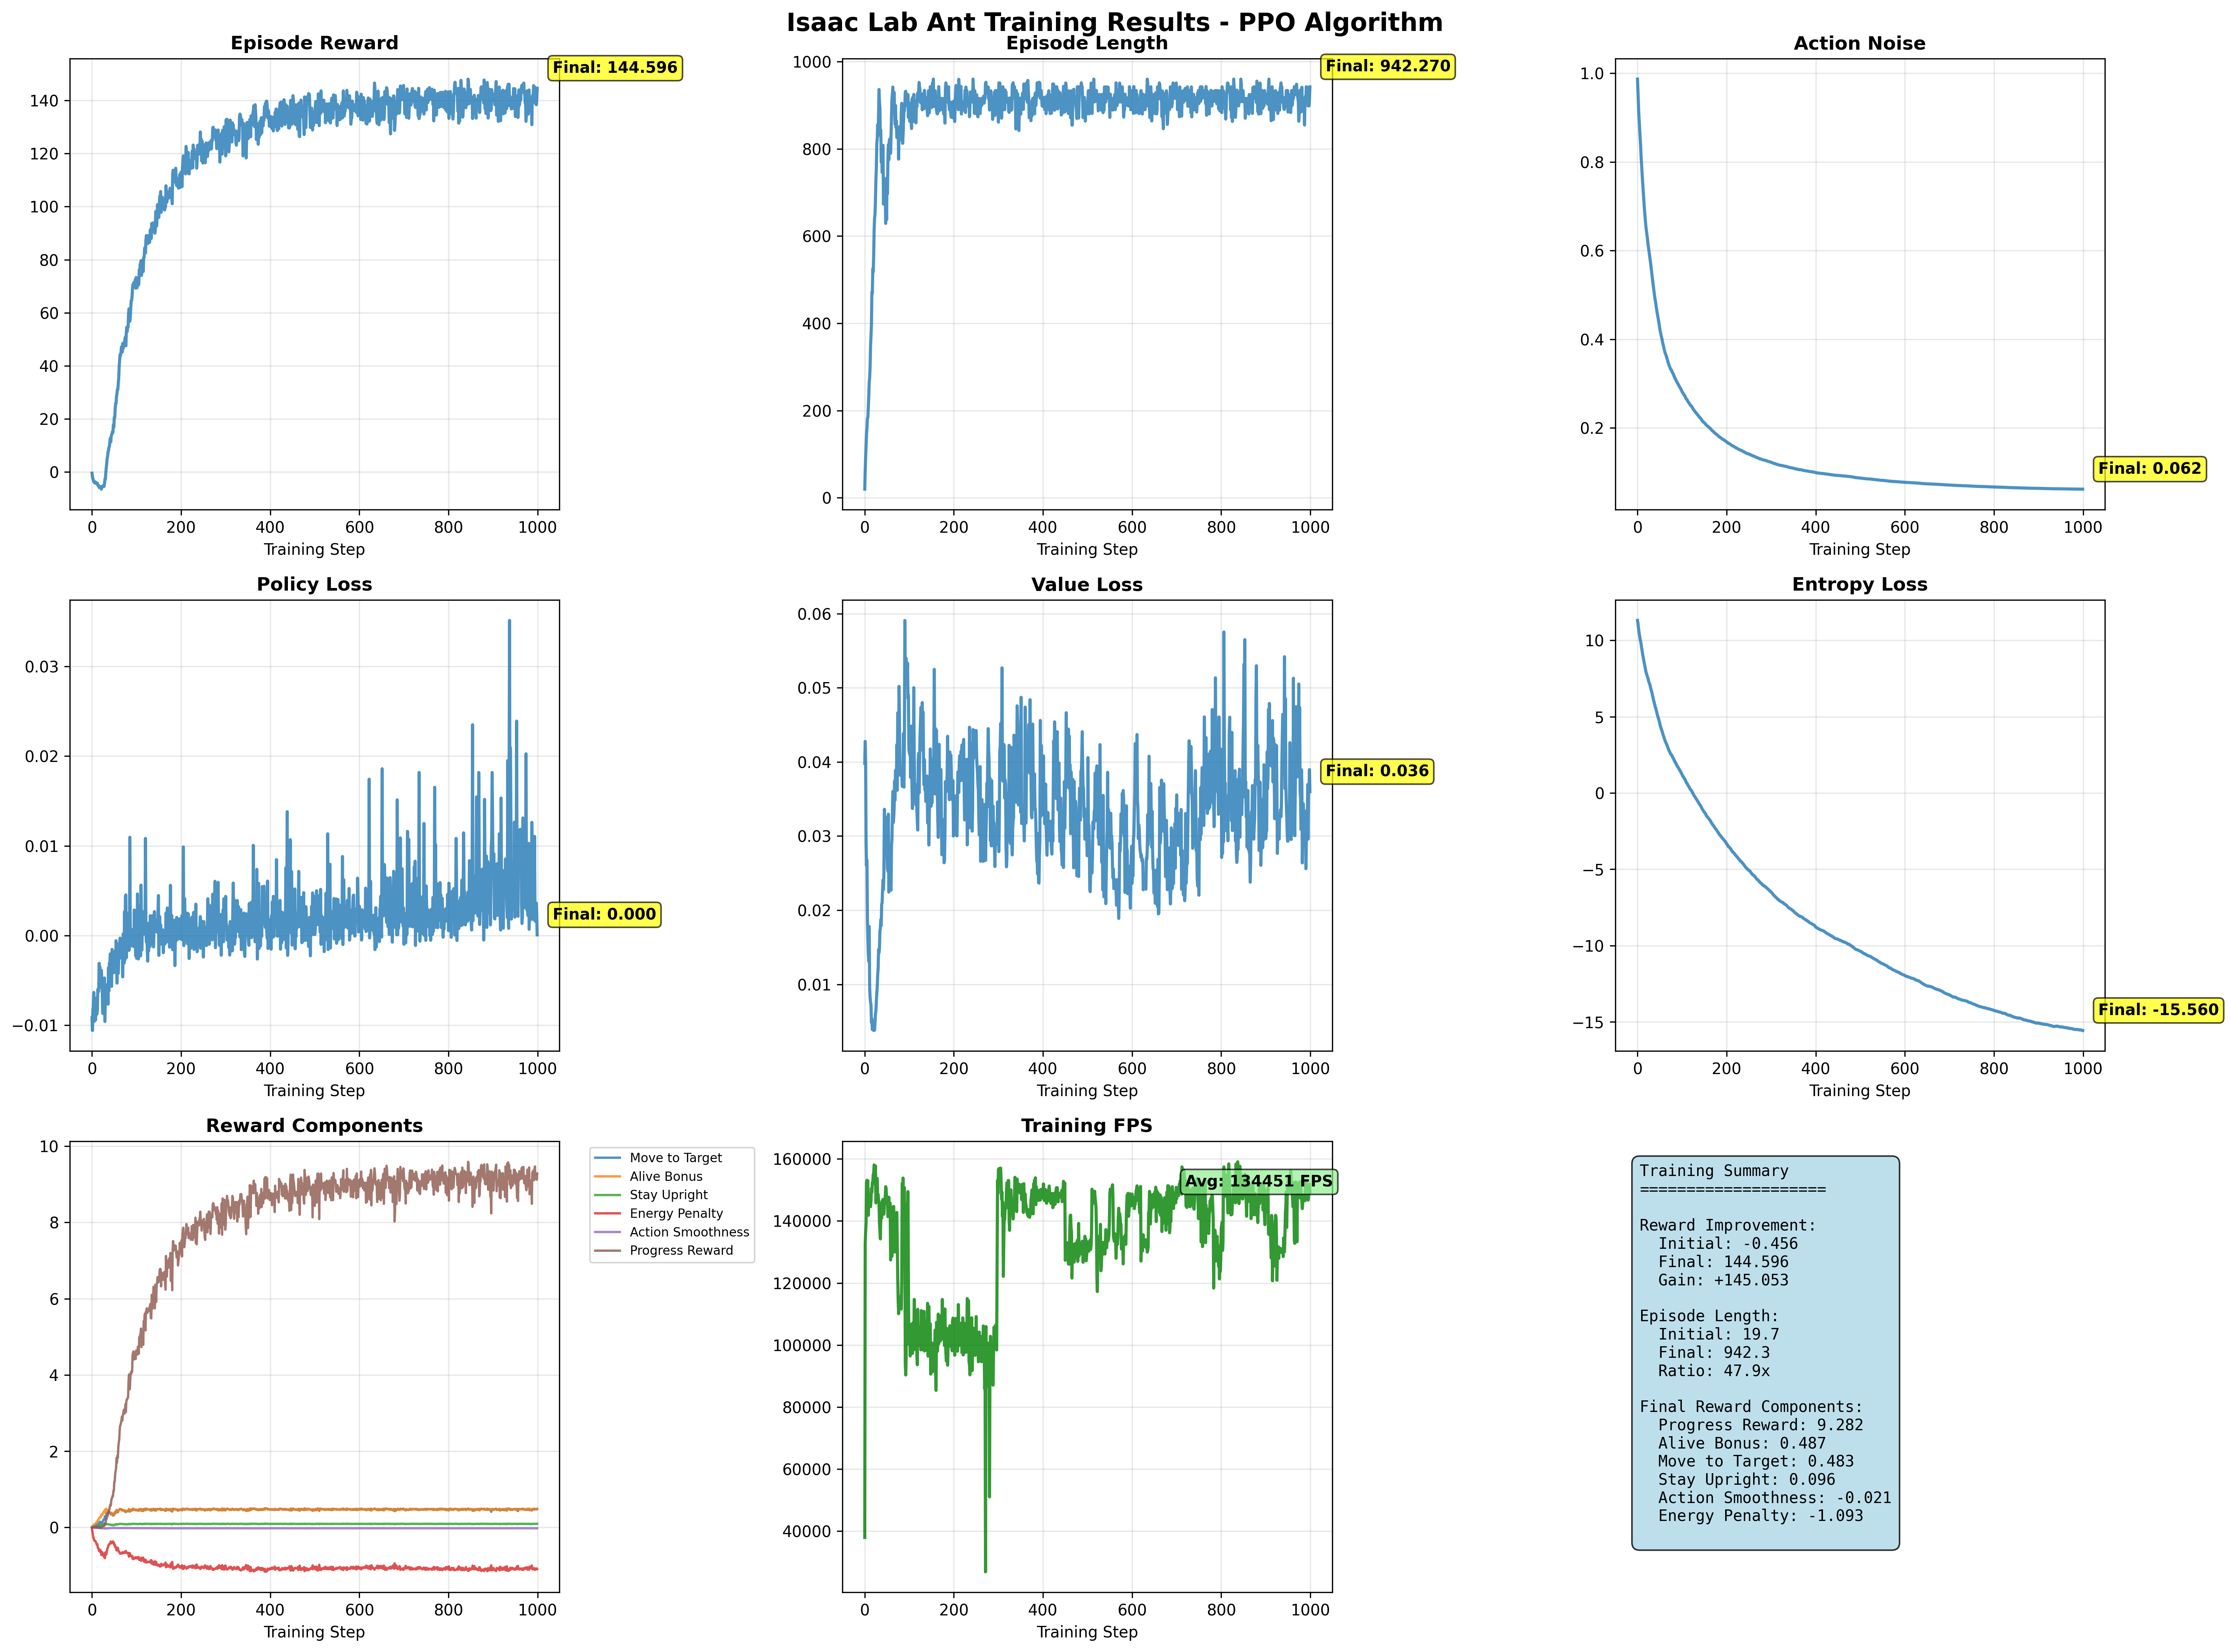 Isaac Lab Ant Training Results - PPO Algorithm
Episode Reward
Final: 144.596
140
120
100
80
60
40
20
0
0 200 400 600 800 1000
Training Step
Episode Length
Final: 942.270
1000
800
600
400
200
0
0 200 400 600 800 1000
Training Step
Action Noise
1.0
0.8
0.6
0.4
0.2
Final: 0.062
0 200 400 600 800 1000
Training Step
Policy Loss
0.03
0.02
0.01
0.00
−0.01
Final: 0.000
0 200 400 600 800 1000
Training Step
Value Loss
0.06
0.05
0.04
0.03
0.02
0.01
Final: 0.036
0 200 400 600 800 1000
Training Step
Entropy Loss
10
5
0
−5
−10
−15
Final: -15.560
0 200 400 600 800 1000
Training Step
Reward Components
10
8
6
4
2
0
0 200 400 600 800 1000
Training Step
Move to Target
Alive Bonus
Stay Upright
Energy Penalty
Action Smoothness
Progress Reward
Training FPS
160000
140000
120000
100000
80000
60000
40000
Avg: 134451 FPS
0 200 400 600 800 1000
Training Step
Training Summary
====================
Reward Improvement:
Initial: -0.456
Final: 144.596
Gain: +145.053
Episode Length:
Initial: 19.7
Final: 942.3
Ratio: 47.9x
Final Reward Components:
Progress Reward: 9.282
Alive Bonus: 0.487
Move to Target: 0.483
Stay Upright: 0.096
Action Smoothness: -0.021
Energy Penalty: -1.093